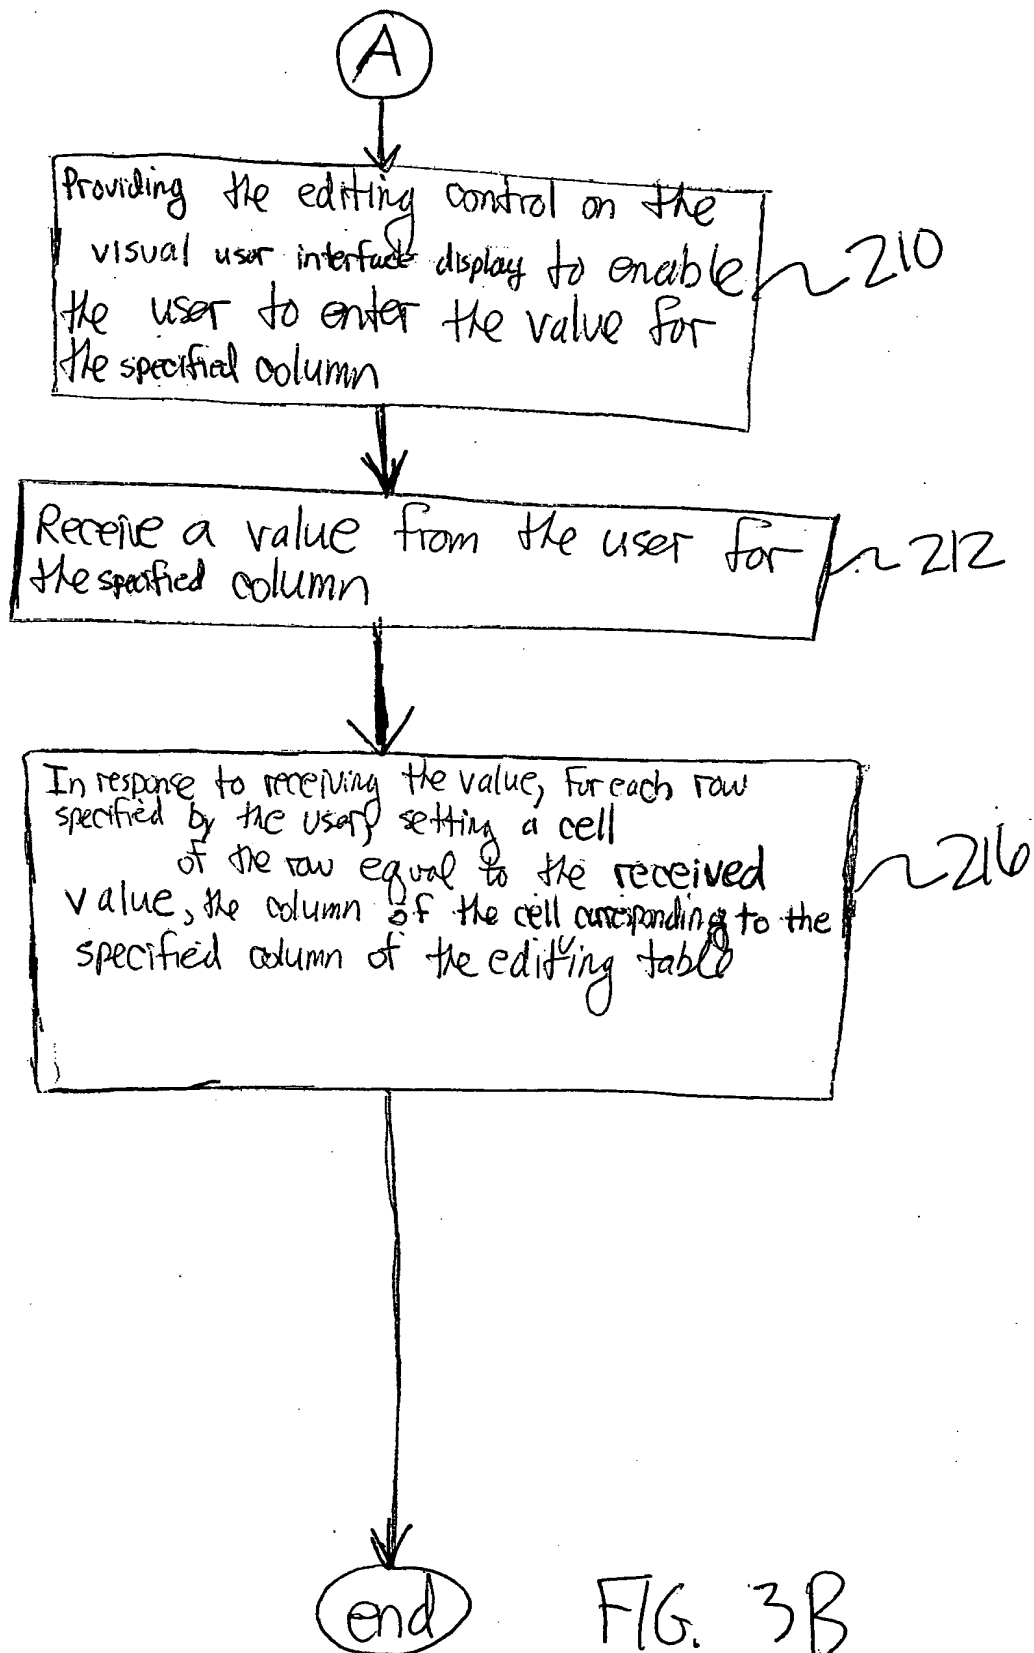 A
Providing the editing control on the
visual user interface display to enable
the user to enter the value for
the specified column
210
Receive a value from the user for
the specified column
212
In response to receiving the value, for each row
specified by the user, setting a cell
of the row equal to the received
value, the column of the cell corresponding to the
specified column of the editing table
216
end
FIG. 3B